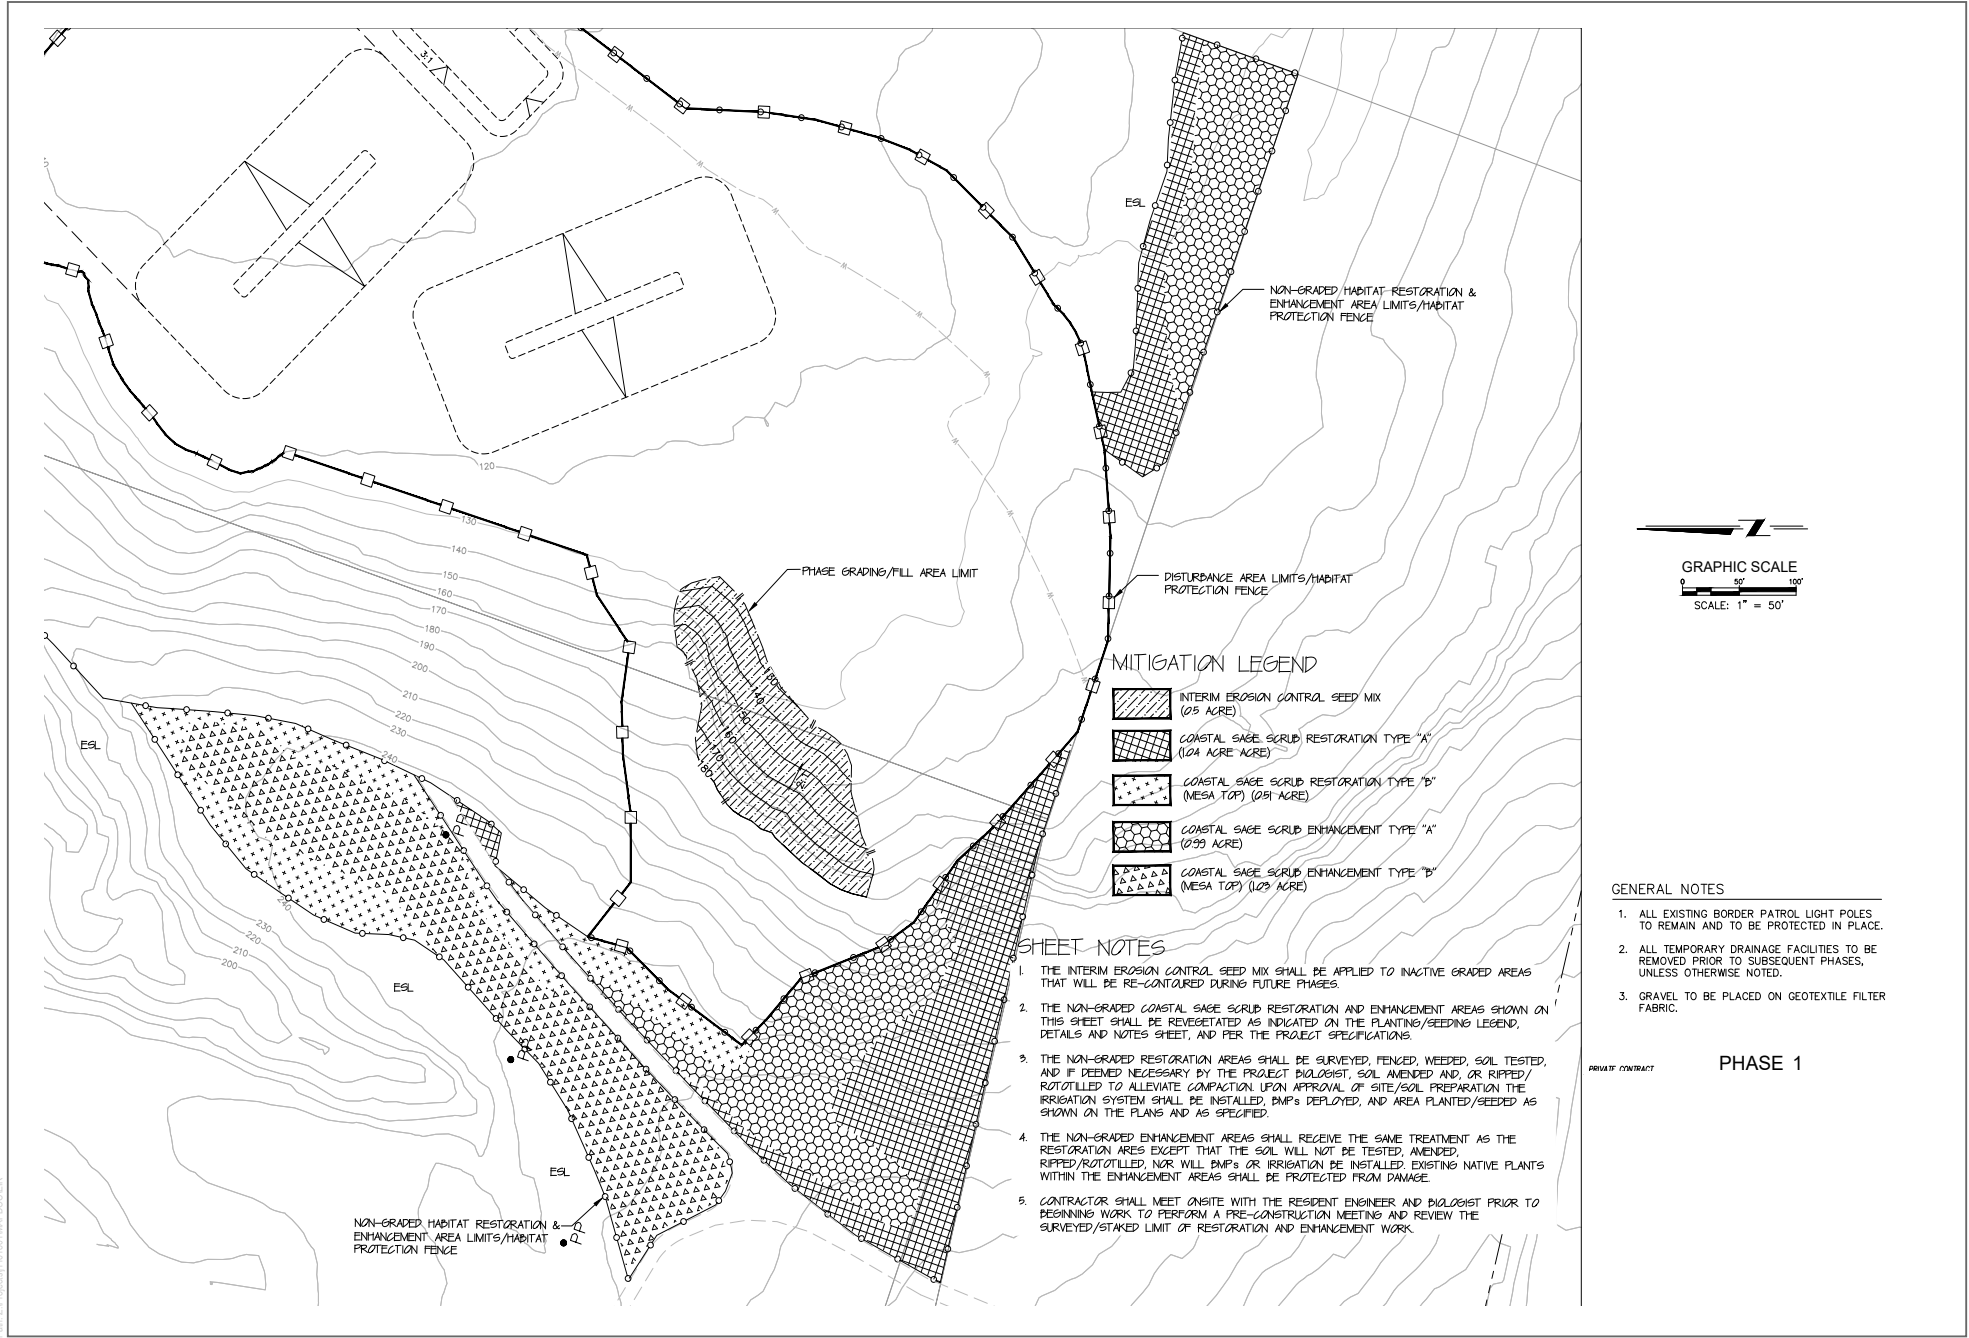 3:1
ESL
NON-GRADED HABITAT RESTORATION &
ENHANCEMENT AREA LIMITS/HABITAT
PROTECTION FENCE
120
130
140
150
160
170
180
190
200
210
220
230
240
PHASE GRADING/FILL AREA LIMIT
DISTURBANCE AREA LIMITS/HABITAT
PROTECTION FENCE
130
140
150
160
170
180
MITIGATION LEGEND
INTERIM EROSION CONTROL SEED MIX
(0.5 ACRE)
COASTAL SAGE SCRUB RESTORATION TYPE "A"
(1.04 ACRE ACRE)
COASTAL SAGE SCRUB RESTORATION TYPE "B"
(MESA TOP) (0.51 ACRE)
COASTAL SAGE SCRUB ENHANCEMENT TYPE "A"
(0.99 ACRE)
COASTAL SAGE SCRUB ENHANCEMENT TYPE "B"
(MESA TOP) (1.03 ACRE)
ESL
240
230
220
210
200
ESL
PP
PP
ESL
NON-GRADED HABITAT RESTORATION &
ENHANCEMENT AREA LIMITS/HABITAT
PROTECTION FENCE
PP
SHEET NOTES
1. THE INTERIM EROSION CONTROL SEED MIX SHALL BE APPLIED TO INACTIVE GRADED AREAS
THAT WILL BE RE-CONTOURED DURING FUTURE PHASES.
2. THE NON-GRADED COASTAL SAGE SCRUB RESTORATION AND ENHANCEMENT AREAS SHOWN ON
THIS SHEET SHALL BE REVEGETATED AS INDICATED ON THE PLANTING/SEEDING LEGEND,
DETAILS AND NOTES SHEET, AND PER THE PROJECT SPECIFICATIONS.
3. THE NON-GRADED RESTORATION AREAS SHALL BE SURVEYED, FENCED, WEEDED, SOIL TESTED,
AND IF DEEMED NECESSARY BY THE PROJECT BIOLOGIST, SOIL AMENDED AND, OR RIPPED/
ROTOTILLED TO ALLEVIATE COMPACTION. UPON APPROVAL OF SITE/SOIL PREPARATION THE
IRRIGATION SYSTEM SHALL BE INSTALLED, BMPs DEPLOYED, AND AREA PLANTED/SEEDED AS
SHOWN ON THE PLANS AND AS SPECIFIED.
4. THE NON-GRADED ENHANCEMENT AREAS SHALL RECEIVE THE SAME TREATMENT AS THE
RESTORATION ARES EXCEPT THAT THE SOIL WILL NOT BE TESTED, AMENDED,
RIPPED/ROTOTILLED, NOR WILL BMPs OR IRRIGATION BE INSTALLED. EXISTING NATIVE PLANTS
WITHIN THE ENHANCEMENT AREAS SHALL BE PROTECTED FROM DAMAGE.
5. CONTRACTOR SHALL MEET ONSITE WITH THE RESIDENT ENGINEER AND BIOLOGIST PRIOR TO
BEGINNING WORK TO PERFORM A PRE-CONSTRUCTION MEETING AND REVIEW THE
SURVEYED/STAKED LIMIT OF RESTORATION AND ENHANCEMENT WORK.
Z
GRAPHIC SCALE
0 50' 100'
SCALE: 1" = 50'
GENERAL NOTES
1. ALL EXISTING BORDER PATROL LIGHT POLES
TO REMAIN AND TO BE PROTECTED IN PLACE.
2. ALL TEMPORARY DRAINAGE FACILITIES TO BE
REMOVED PRIOR TO SUBSEQUENT PHASES,
UNLESS OTHERWISE NOTED.
3. GRAVEL TO BE PLACED ON GEOTEXTILE FILTER
FABRIC.
PRIVATE CONTRACT
PHASE 1